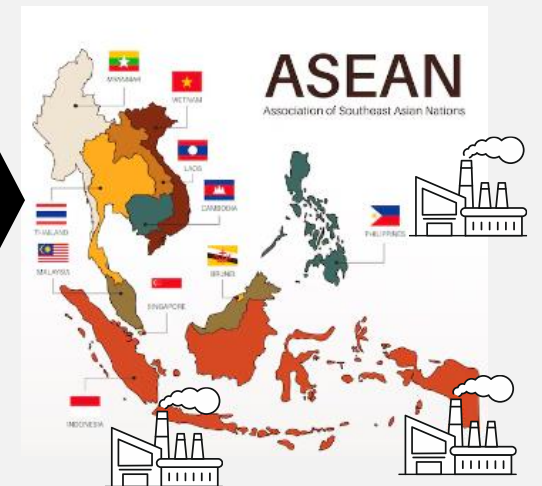 ASEAN
Association of Southeast Asian Nations
MYANMAR
VIETNAM
LAOS
CAMBODIA
THAILAND
PHILIPPINES
MALAYSIA
SINGAPORE
BRUNEI
INDONESIA